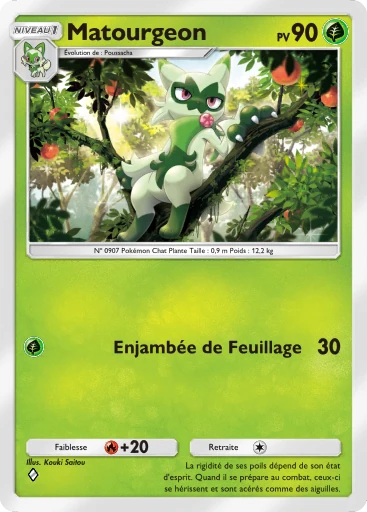 NIVEAU 1
Matourgeon
PV 90
Évolution de : Poussacha
N° 0907 Pokémon Chat Plante Taille : 0,9 m Poids : 12,2 kg
Enjambée de Feuillage 30
Faiblesse +20 Retraite
Illus. Kouki Saitou
La rigidité de ses poils dépend de son état
d'esprit. Quand il se prépare au combat, ceux-ci
se hérissent et sont acérés comme des aiguilles.